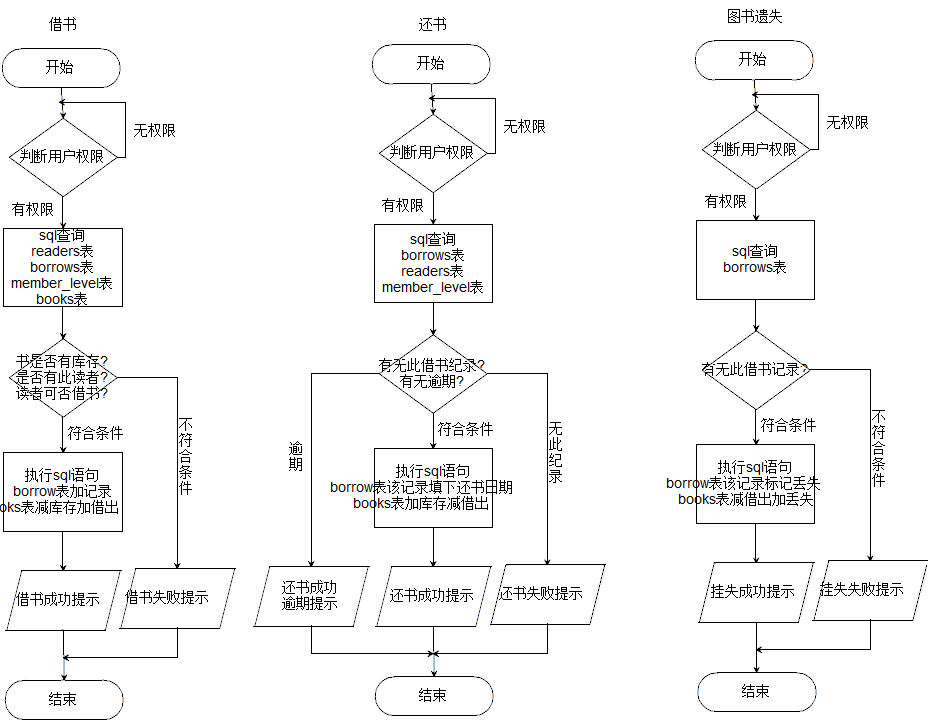 借书
开始
无权限
判断用户权限
有权限
sql查询
readers表
borrows表
member_level表
books表
书是否有库存?
是否有此读者?
读者可否借书?
符合条件
不符合条件
执行sql语句
borrow表加记录
oks表减库存加借出
借书成功提示
借书失败提示
结束
还书
开始
无权限
判断用户权限
有权限
sql查询
borrows表
readers表
member_level表
有无此借书纪录?
有无逾期?
逾期
符合条件
无此纪录
执行sql语句
borrow表该记录填下还书日期
books表加库存减借出
还书成功
逾期提示
还书成功提示
还书失败提示
结束
图书遗失
开始
无权限
判断用户权限
有权限
sql查询
borrows表
有无此借书记录?
符合条件
不符合条件
执行sql语句
borrow表该记录标记丢失
books表减借出加丢失
挂失成功提示
挂失失败提示
结束